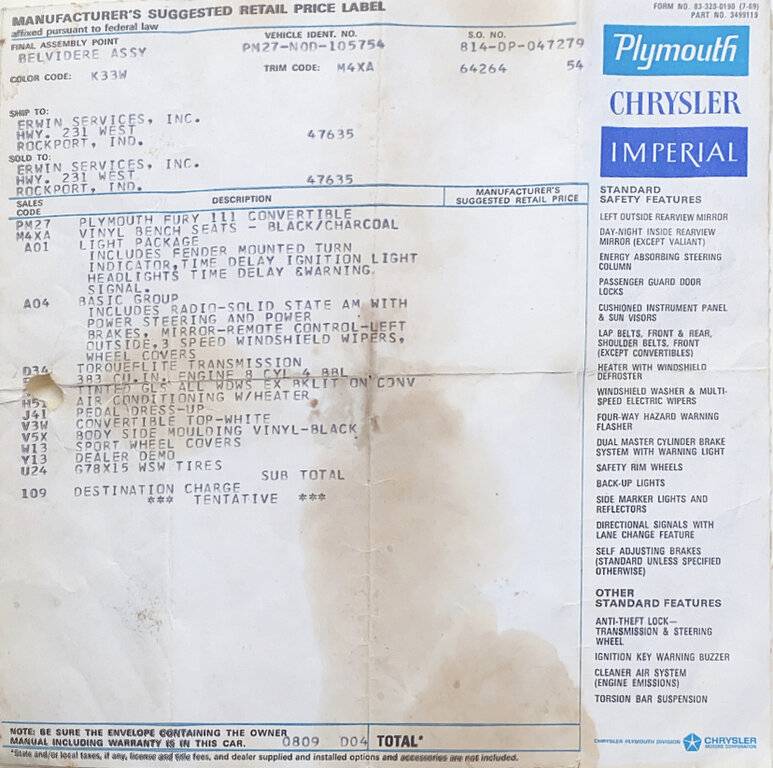 MANUFACTURER'S SUGGESTED RETAIL PRICE LABEL
affixed pursuant to federal law
FORM NO. 83-320-0190 (7-69)
PART NO. 3499119
FINAL ASSEMBLY POINT
BELVIDERE ASSY
VEHICLE IDENT. NO.
PM27-N0D-105754
S.O. NO.
814-DP-047279
COLOR CODE: K33W
TRIM CODE: M4XA
64264 54
SHIP TO:
ERWIN SERVICES, INC.
HWY. 231 WEST
ROCKPORT, IND. 47635
SOLD TO:
ERWIN SERVICES, INC.
HWY. 231 WEST
ROCKPORT, IND. 47635
SALES CODE
DESCRIPTION
MANUFACTURER'S SUGGESTED RETAIL PRICE
PM27 PLYMOUTH FURY 111 CONVERTIBLE
M4XA VINYL BENCH SEATS - BLACK/CHARCOAL
A01 LIGHT PACKAGE
INCLUDES FENDER MOUNTED TURN
INDICATOR,TIME DELAY IGNITION LIGHT
HEADLIGHTS TIME DELAY &WARNING.
SIGNAL.
A04 BASIC GROUP
INCLUDES RADIO-SOLID STATE AM WITH
POWER STEERING AND POWER
BRAKES, MIRROR-REMOTE CONTROL-LEFT
OUTSIDE,3 SPEED WINDSHIELD WIPERS,
WHEEL COVERS
D34 TORQUEFLITE TRANSMISSION
383 CU.IN. ENGINE 8 CYL 4 BBL
TINTED GLS ALL WDWS EX BKLIT ON CONV
H51 AIR CONDITIONING W/HEATER
J41 PEDAL DRESS-UP
V3W CONVERTIBLE TOP-WHITE
V5X BODY SIDE MOULDING VINYL-BLACK
W13 SPORT WHEEL COVERS
Y13 DEALER DEMO
U24 G78X15 WSW TIRES
SUB TOTAL
109 DESTINATION CHARGE
*** TENTATIVE ***
NOTE: BE SURE THE ENVELOPE CONTAINING THE OWNER
MANUAL INCLUDING WARRANTY IS IN THIS CAR.
0809 D04
TOTAL*
*State and/or local taxes, if any, license and title fees, and dealer supplied and installed options and accessories are not included.
Plymouth
CHRYSLER
IMPERIAL
STANDARD
SAFETY FEATURES
LEFT OUTSIDE REARVIEW MIRROR
DAY-NIGHT INSIDE REARVIEW
MIRROR (EXCEPT VALIANT)
ENERGY ABSORBING STEERING
COLUMN
PASSENGER GUARD DOOR
LOCKS
CUSHIONED INSTRUMENT PANEL
& SUN VISORS
LAP BELTS, FRONT & REAR,
SHOULDER BELTS, FRONT
(EXCEPT CONVERTIBLES)
HEATER WITH WINDSHIELD
DEFROSTER
WINDSHIELD WASHER & MULTI-
SPEED ELECTRIC WIPERS
FOUR-WAY HAZARD WARNING
FLASHER
DUAL MASTER CYLINDER BRAKE
SYSTEM WITH WARNING LIGHT
SAFETY RIM WHEELS
BACK-UP LIGHTS
SIDE MARKER LIGHTS AND
REFLECTORS
DIRECTIONAL SIGNALS WITH
LANE CHANGE FEATURE
SELF ADJUSTING BRAKES
(STANDARD UNLESS SPECIFIED
OTHERWISE)
OTHER
STANDARD FEATURES
ANTI-THEFT LOCK—
TRANSMISSION & STEERING
WHEEL
IGNITION KEY WARNING BUZZER
CLEANER AIR SYSTEM
(ENGINE EMISSIONS)
TORSION BAR SUSPENSION
CHRYSLER-PLYMOUTH DIVISION
CHRYSLER
MOTORS CORPORATION